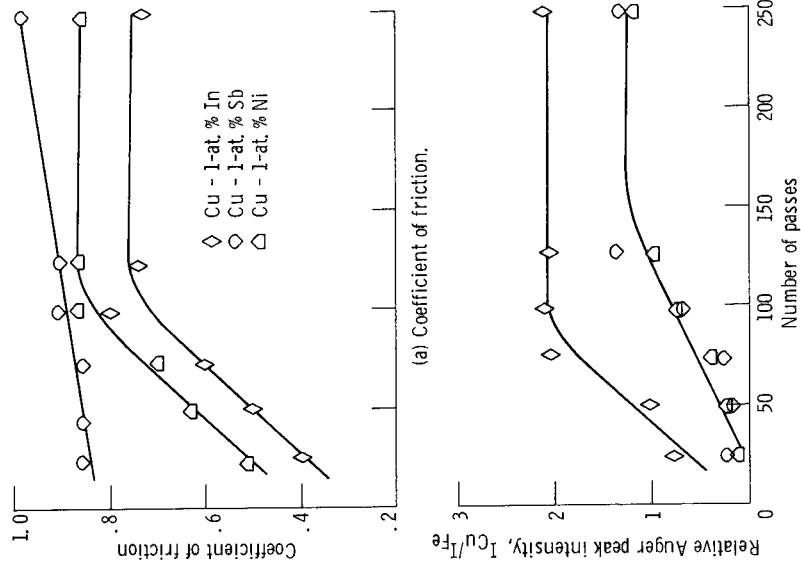 1.0
.8
.6
.4
.2
Coefficient of friction
Cu - 1-at. % In
Cu - 1-at. % Sb
Cu - 1-at. % Ni
(a) Coefficient of friction.
3
2
1
0
Relative Auger peak intensity, I_Cu/I_Fe
50
100
150
200
250
Number of passes